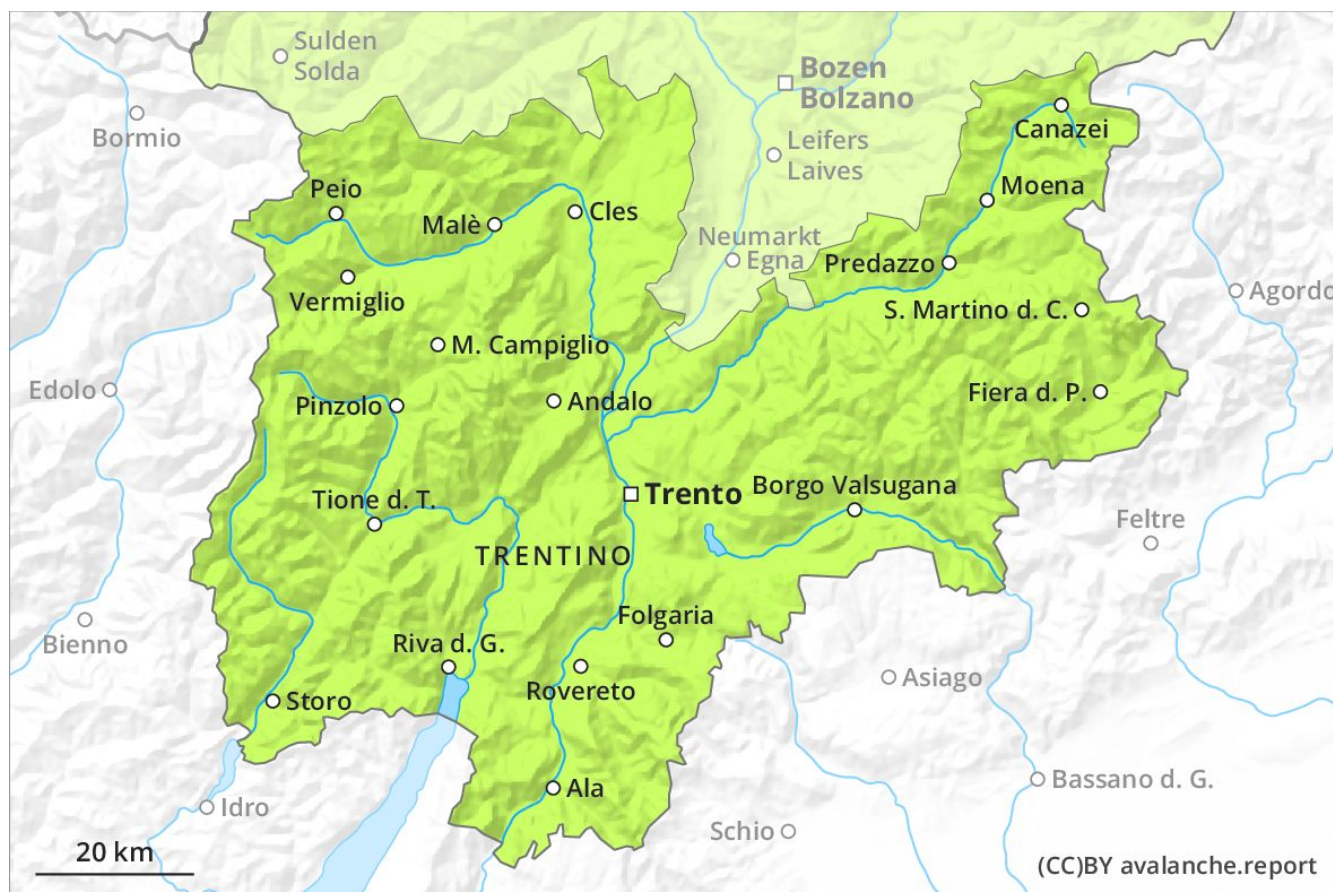 Sulden
Solda
Bozen
Bolzano
Bormio
Canazei
Leifers
Laives
Peio
Moena
Malè
Cles
Neumarkt
Egna
Predazzo
Vermiglio
Agordo
S. Martino d. C.
M. Campiglio
Edolo
Fiera d. P.
Pinzolo
Andalo
Trento
Borgo Valsugana
Tione d. T.
Feltre
TRENTINO
Folgaria
Bienno
Riva d. G.
Asiago
Rovereto
Storo
Bassano d. G.
Ala
Idro
Schio
20 km
(CC)BY avalanche.report